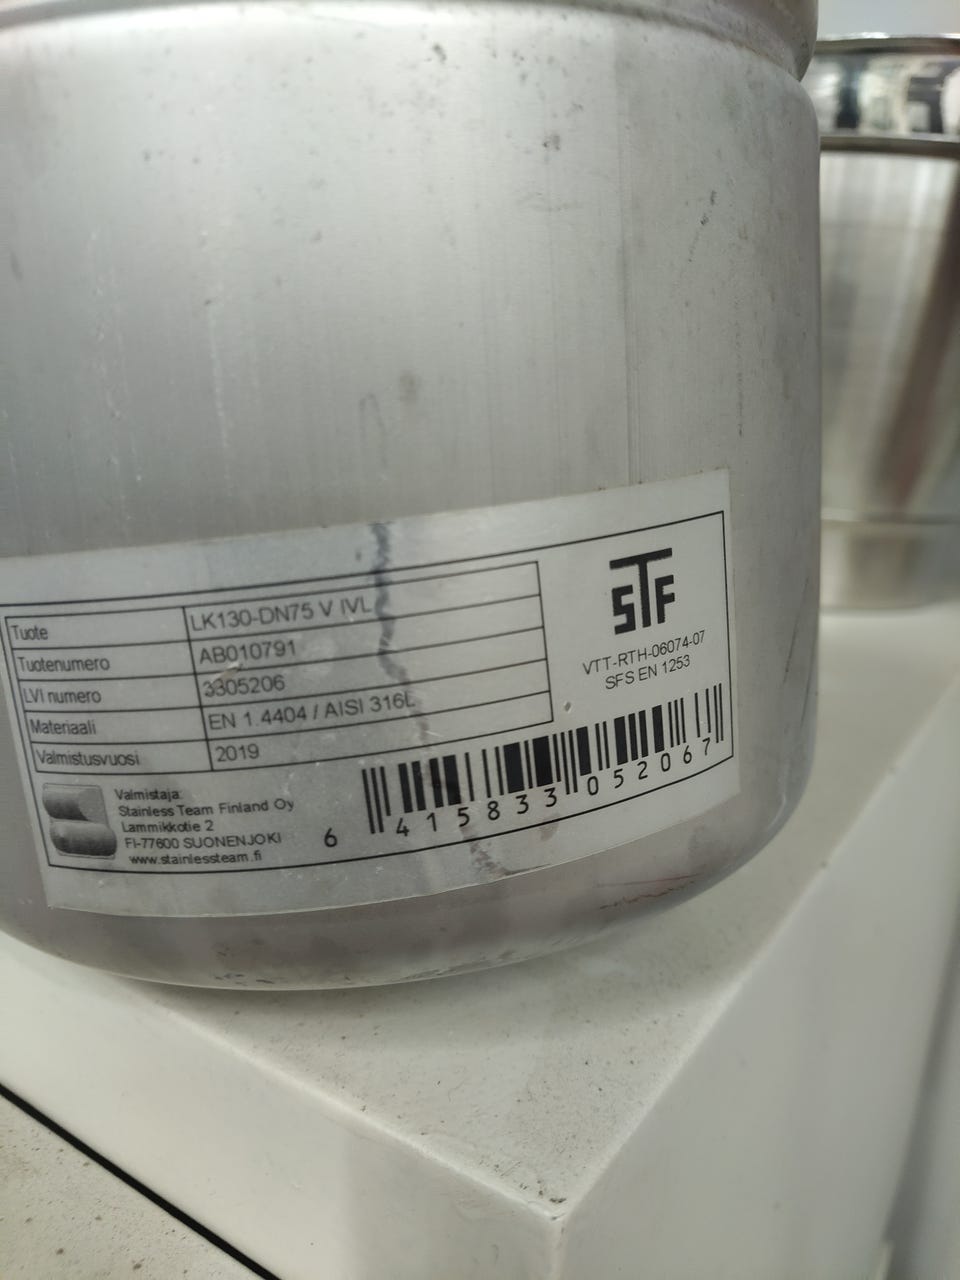 Tuote LK130-DN75 V IVL
Tuotenumero AB010791
LVI numero 3305206
Materiaali EN 1.4404 / AISI 316L
Valmistusvuosi 2019
STF
VTT-RTH-06074-07
SFS EN 1253
Valmistaja:
Stainless Team Finland Oy
Lammikkotie 2
FI-77600 SUONENJOKI
www.stainlessteam.fi
6 415833 052067